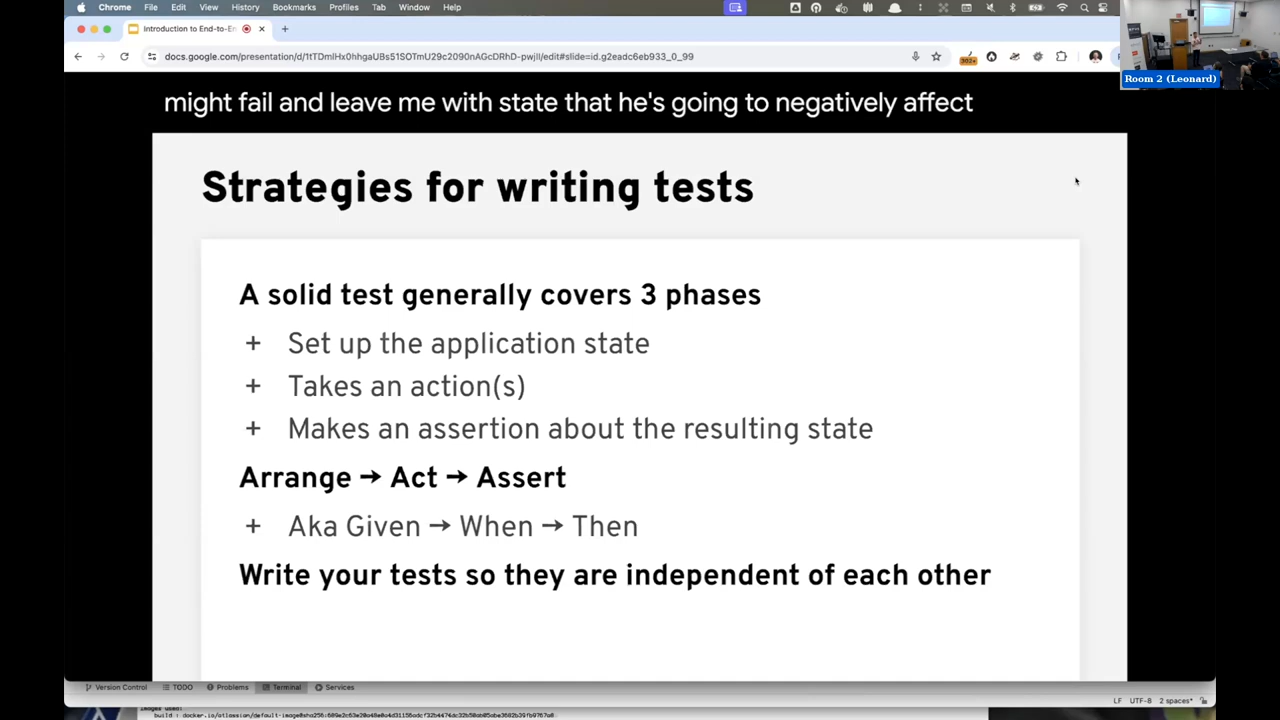 Chrome File Edit View History Bookmarks Profiles Tab Window Help
Introduction to End-to-En
docs.google.com/presentation/d/1tTDmlHx0hhgaUBs51SOTmU29c2090nAGcDRhD-pwjlI/edit#slide=id.g2eadc6eb933_0_99
Room 2 (Leonard)
might fail and leave me with state that he's going to negatively affect
Strategies for writing tests
A solid test generally covers 3 phases
+ Set up the application state
+ Takes an action(s)
+ Makes an assertion about the resulting state
Arrange → Act → Assert
+ Aka Given → When → Then
Write your tests so they are independent of each other
Version Control TODO Problems Terminal Services
LF UTF-8 2 spaces*